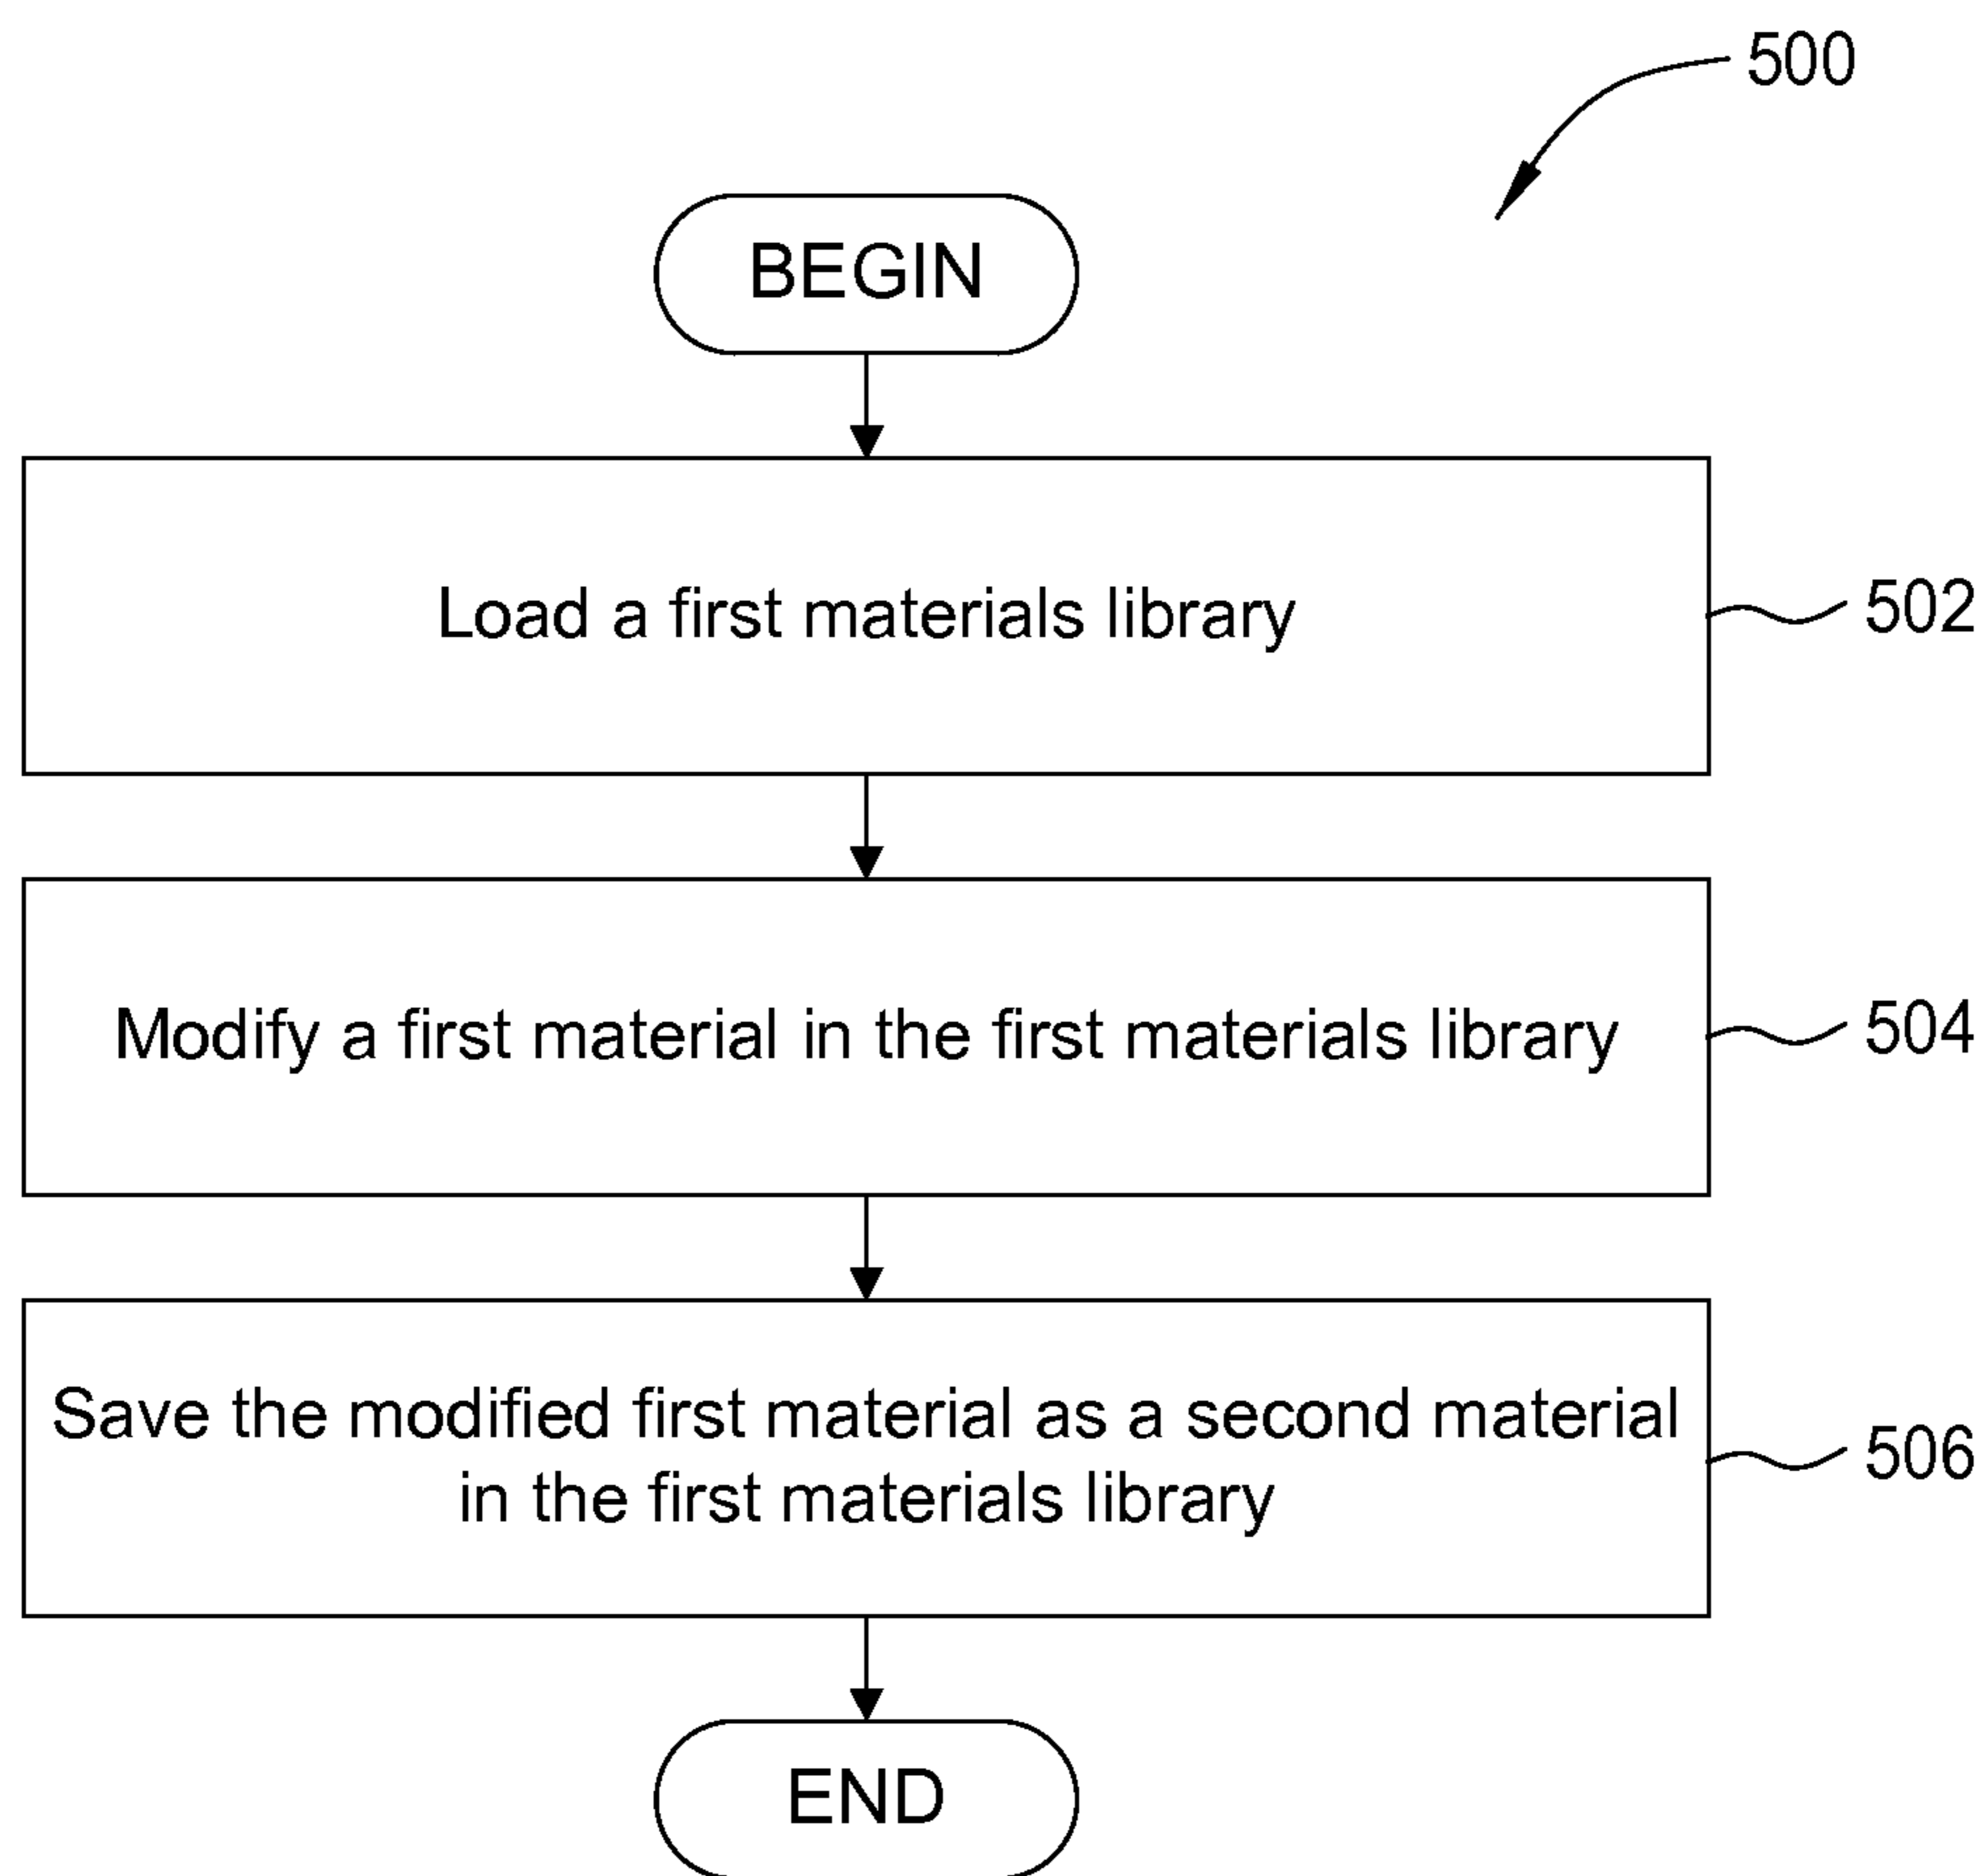 500
BEGIN
Load a first materials library
502
Modify a first material in the first materials library
504
Save the modified first material as a second material
in the first materials library
506
END